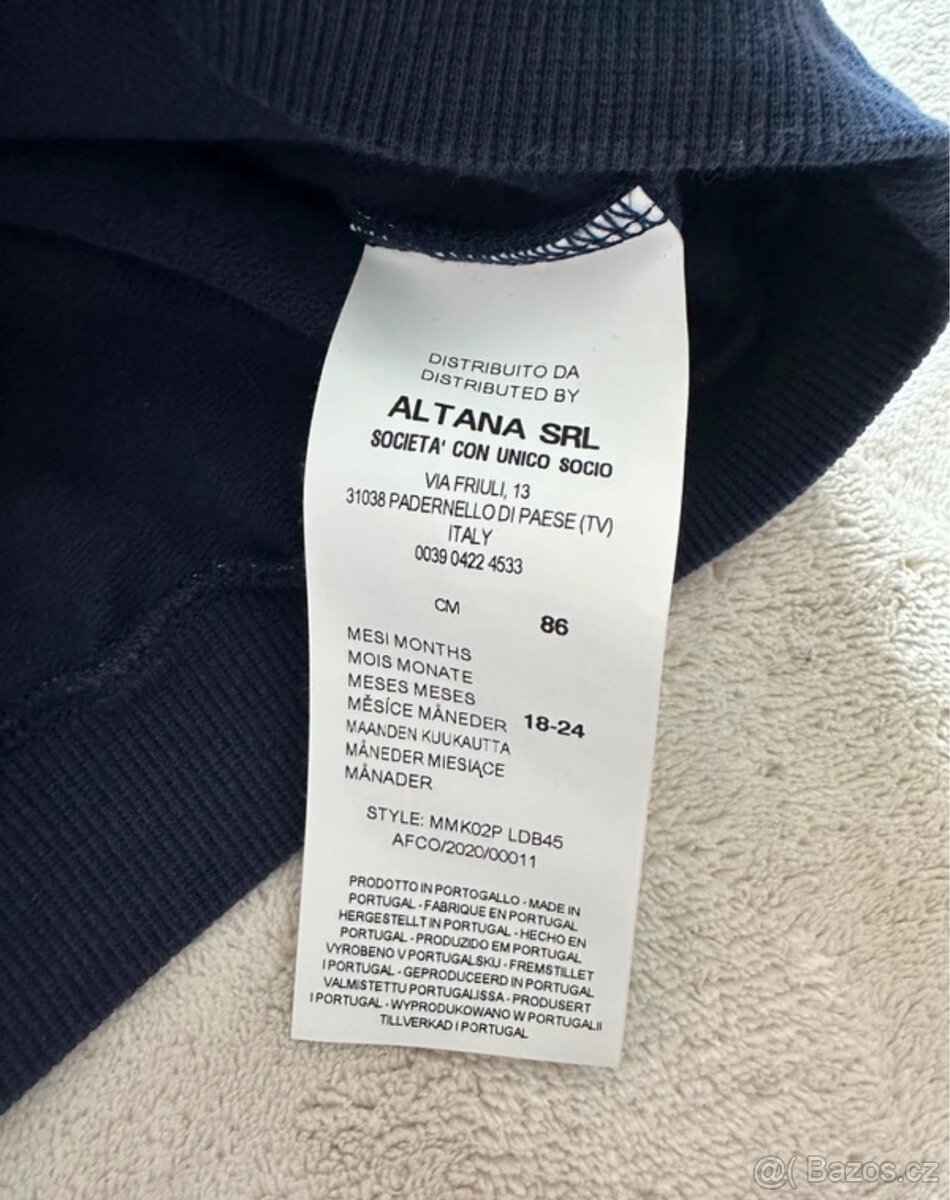 DISTRIBUITO DA
DISTRIBUTED BY
ALTANA SRL
SOCIETA' CON UNICO SOCIO
VIA FRIULI, 13
31038 PADERNELLO DI PAESE (TV)
ITALY
0039 0422 4533
CM 86
MESI MONTHS
MOIS MONATE
MESES MESES
MĚSÍCE MÅNEDER 18-24
MAANDEN KUUKAUTTA
MÅNEDER MIESIĄCE
MÅNADER
STYLE: MMK02P LDB45
AFCO/2020/00011
PRODOTTO IN PORTOGALLO - MADE IN
PORTUGAL - FABRIQUE EN PORTUGAL
HERGESTELLT IN PORTUGAL - HECHO EN
PORTUGAL - PRODUZIDO EM PORTUGAL
VYROBENO V PORTUGALSKU - FREMSTILLET
I PORTUGAL - GEPRODUCEERD IN PORTUGAL
VALMISTETTU PORTUGALISSA - PRODUSERT
I PORTUGAL - WYPRODUKOWANO W PORTUGALII
TILLVERKAD I PORTUGAL
@( Bazos.cz